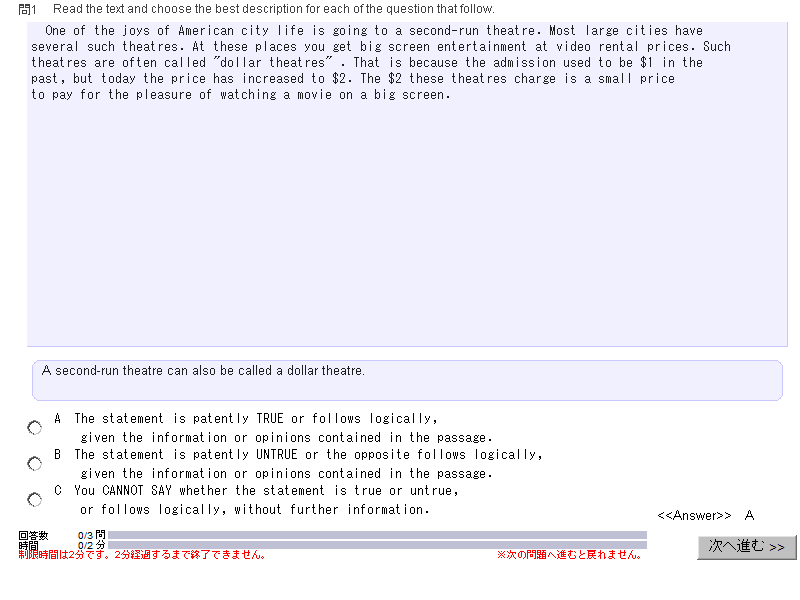 問1 Read the text and choose the best description for each of the question that follow.
One of the joys of American city life is going to a second-run theatre. Most large cities have
several such theatres. At these places you get big screen entertainment at video rental prices. Such
theatres are often called ″dollar theatres″ . That is because the admission used to be $1 in the
past, but today the price has increased to $2. The $2 these theatres charge is a small price
to pay for the pleasure of watching a movie on a big screen.
A second-run theatre can also be called a dollar theatre.
A The statement is patently TRUE or follows logically,
given the information or opinions contained in the passage.
B The statement is patently UNTRUE or the opposite follows logically,
given the information or opinions contained in the passage.
C You CANNOT SAY whether the statement is true or untrue,
or follows logically, without further information.
<<Answer>> A
回答数 0/3 問
時間 0/2 分
制限時間は2分です。2分経過するまで終了できません。
※次の問題へ進むと戻れません。
次へ進む >>